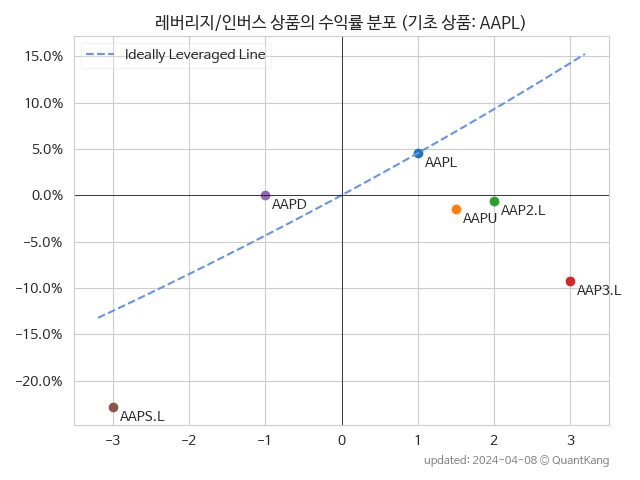 레버리지/인버스 상품의 수익률 분포 (기초 상품: AAPL)
Ideally Leveraged Line
15.0%
10.0%
5.0%
0.0%
−5.0%
−10.0%
−15.0%
−20.0%
AAPL
AAPD
AAPU
AAP2.L
AAP3.L
AAPS.L
−3 −2 −1 0 1 2 3
updated: 2024-04-08 © QuantKang